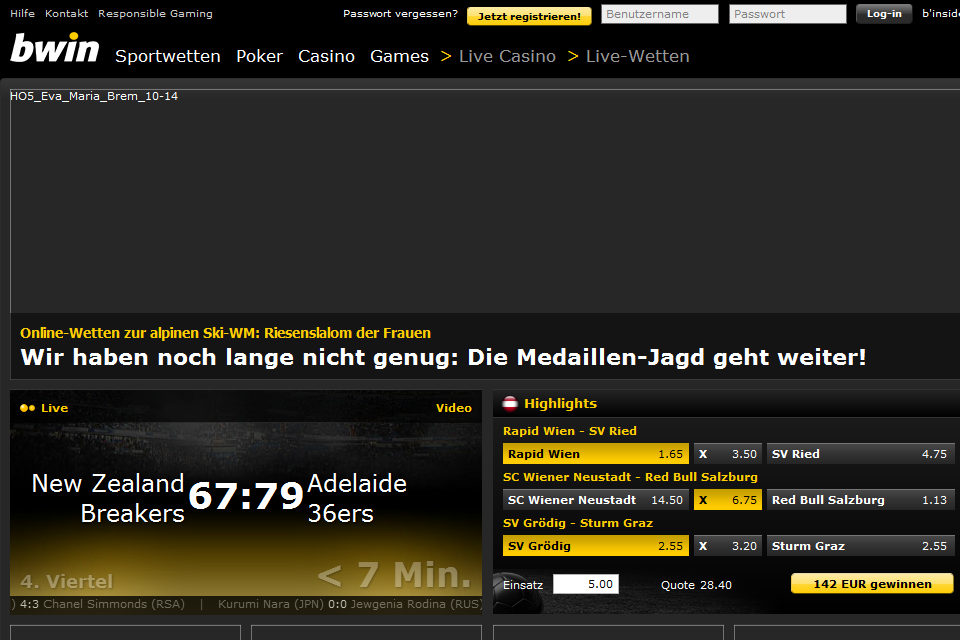 Hilfe Kontakt Responsible Gaming Passwort vergessen? Jetzt registrieren! Benutzername Passwort Log-in
bwin Sportwetten Poker Casino Games > Live Casino > Live-Wetten
HO5_Eva_Maria_Brem_10-14
Online-Wetten zur alpinen Ski-WM: Riesenslalom der Frauen
Wir haben noch lange nicht genug: Die Medaillen-Jagd geht weiter!
Live Video
New Zealand Breakers 67:79 Adelaide 36ers
4. Viertel < 7 Min.
) 4:3 Chanel Simmonds (RSA) | Kurumi Nara (JPN) 0:0 Jewgenia Rodina (RUS)
Highlights
Rapid Wien - SV Ried
Rapid Wien 1.65 X 3.50 SV Ried 4.75
SC Wiener Neustadt - Red Bull Salzburg
SC Wiener Neustadt 14.50 X 6.75 Red Bull Salzburg 1.13
SV Grödig - Sturm Graz
SV Grödig 2.55 X 3.20 Sturm Graz 2.55
Einsatz 5.00 Quote 28.40 142 EUR gewinnen